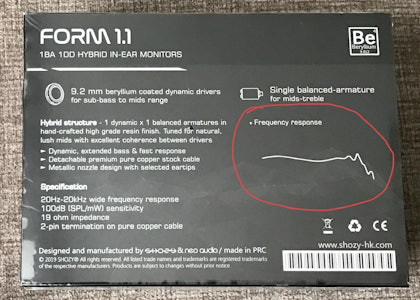 FORM 1.1
1BA 1DD HYBRID IN-EAR MONITORS
Be
Beryllium
9.012
9.2 mm beryllium coated dynamic drivers
for sub-bass to mids range
Single balanced-armature
for mids-treble
Hybrid structure - 1 dynamic x 1 balanced armatures in
hand-crafted high grade resin finish. Tuned for natural,
lush mids with excellent coherence between drivers
- Dynamic, extended bass & fast response
- Detachable premium pure copper stock cable
- Metallic nozzle design with selected eartips
• Frequency response
Specification
20Hz-20kHz wide frequency response
100dB (SPL/mW) sensitivity
19 ohm impedance
2-pin termination on pure copper cable
Designed and manufactured by SHOZY & neo audio / made in PRC
© 2019 SHOZY® All rights reserved. All listed trade names and trademarks are registered trademarks
of the respective manufacturers. Products are subject to changes without prior notice.
CE
www.shozy-hk.com